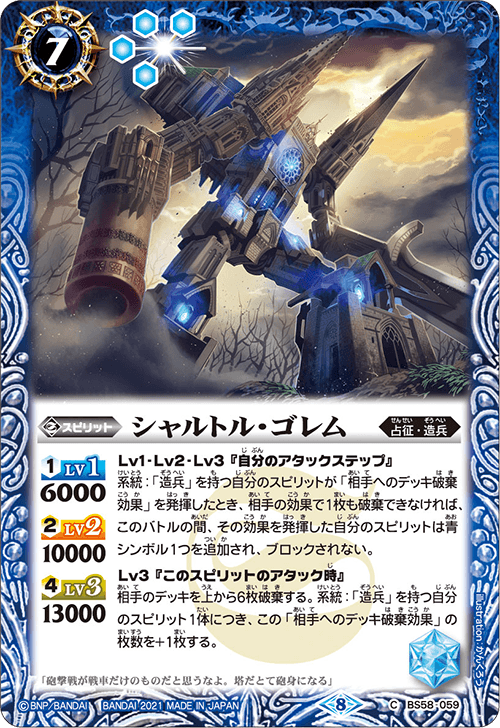 7
シャルトル・ゴレム
スピリット
占征・造兵
1 LV1
6000
2 LV2
10000
4 LV3
13000
Lv1・Lv2・Lv3『自分のアタックステップ』
系統：「造兵」を持つ自分のスピリットが「相手へのデッキ破棄
効果」を発揮したとき、相手の効果で1枚も破棄できなければ、
このバトルの間、その効果を発揮した自分のスピリットは青
シンボル1つを追加され、ブロックされない。
Lv3『このスピリットのアタック時』
相手のデッキを上から6枚破棄する。系統：「造兵」を持つ自分
のスピリット1体につき、この「相手へのデッキ破棄効果」の
枚数を+1枚する。
「砲撃戦が戦車だけのものだと思うなよ。塔だとて砲身になる」
Illustration かんくろう
©BNP/BANDAI BANDAI 2021 MADE IN JAPAN
8
C BS58-059